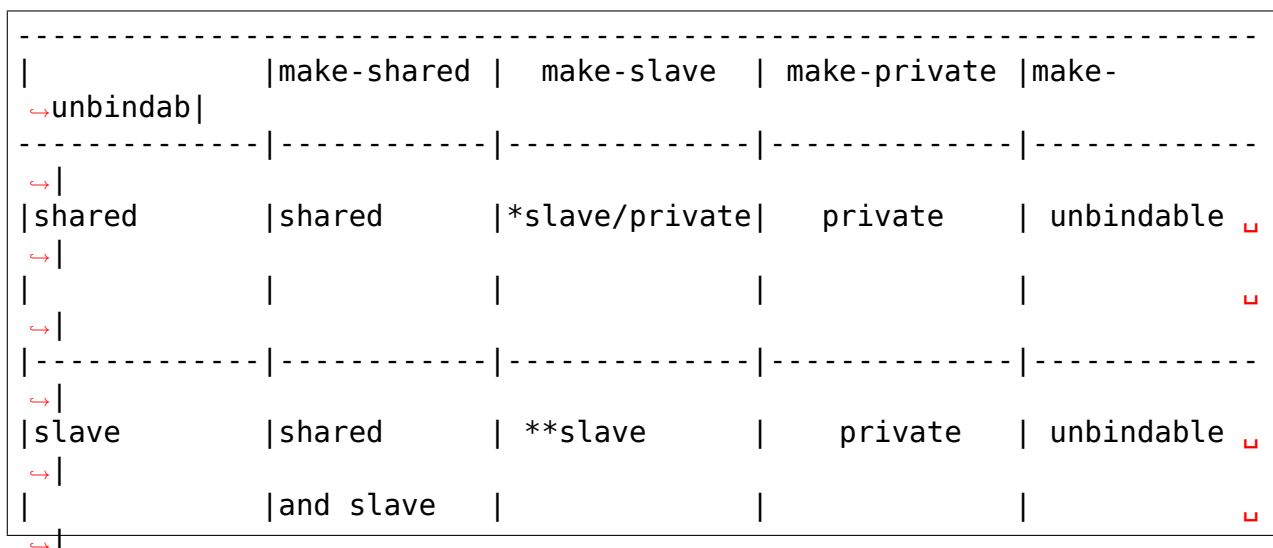 -----------------------------------------------------------------------
|             |make-shared |  make-slave  | make-private |make-
↪unbindab|
--------------|------------|--------------|--------------|-------------
↪|
|shared       |shared      |*slave/private|   private    | unbindable ␣
↪|
|             |            |              |              |            ␣
↪|
|-------------|------------|--------------|--------------|-------------
↪|
|slave        |shared      | **slave      |    private   | unbindable ␣
↪|
|             |and slave   |              |              |            ␣
↪|